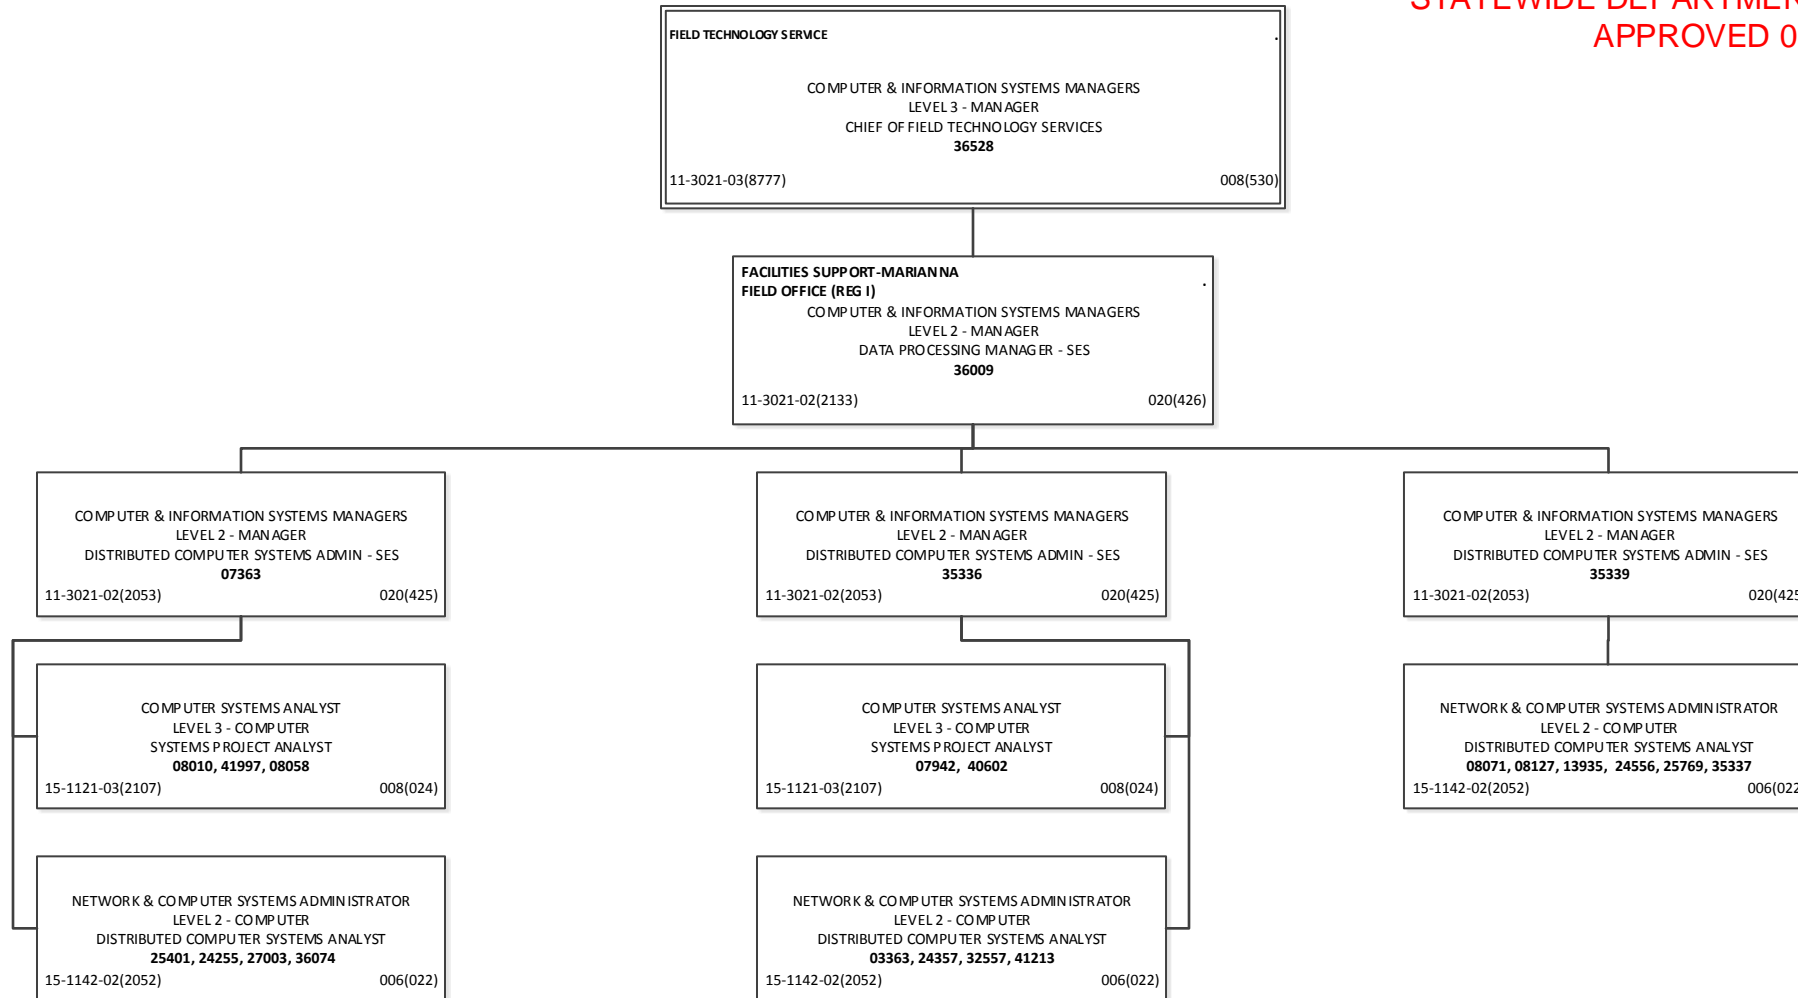 STATEWIDE DEPARTMEN
APPROVED 0
FIELD TECHNOLOGY SERVICE .
COMPUTER & INFORMATION SYSTEMS MANAGERS
LEVEL 3 - MANAGER
CHIEF OF FIELD TECHNOLOGY SERVICES
36528
11-3021-03(8777) 008(530)
FACILITIES SUPPORT-MARIANNA
FIELD OFFICE (REG I) .
COMPUTER & INFORMATION SYSTEMS MANAGERS
LEVEL 2 - MANAGER
DATA PROCESSING MANAGER - SES
36009
11-3021-02(2133) 020(426)
COMPUTER & INFORMATION SYSTEMS MANAGERS
LEVEL 2 - MANAGER
DISTRIBUTED COMPUTER SYSTEMS ADMIN - SES
07363
11-3021-02(2053) 020(425)
COMPUTER & INFORMATION SYSTEMS MANAGERS
LEVEL 2 - MANAGER
DISTRIBUTED COMPUTER SYSTEMS ADMIN - SES
35336
11-3021-02(2053) 020(425)
COMPUTER & INFORMATION SYSTEMS MANAGERS
LEVEL 2 - MANAGER
DISTRIBUTED COMPUTER SYSTEMS ADMIN - SES
35339
11-3021-02(2053) 020(425
COMPUTER SYSTEMS ANALYST
LEVEL 3 - COMPUTER
SYSTEMS PROJECT ANALYST
08010, 41997, 08058
15-1121-03(2107) 008(024)
COMPUTER SYSTEMS ANALYST
LEVEL 3 - COMPUTER
SYSTEMS PROJECT ANALYST
07942, 40602
15-1121-03(2107) 008(024)
NETWORK & COMPUTER SYSTEMS ADMINISTRATOR
LEVEL 2 - COMPUTER
DISTRIBUTED COMPUTER SYSTEMS ANALYST
08071, 08127, 13935, 24556, 25769, 35337
15-1142-02(2052) 006(022
NETWORK & COMPUTER SYSTEMS ADMINISTRATOR
LEVEL 2 - COMPUTER
DISTRIBUTED COMPUTER SYSTEMS ANALYST
25401, 24255, 27003, 36074
15-1142-02(2052) 006(022)
NETWORK & COMPUTER SYSTEMS ADMINISTRATOR
LEVEL 2 - COMPUTER
DISTRIBUTED COMPUTER SYSTEMS ANALYST
03363, 24357, 32557, 41213
15-1142-02(2052) 006(022)